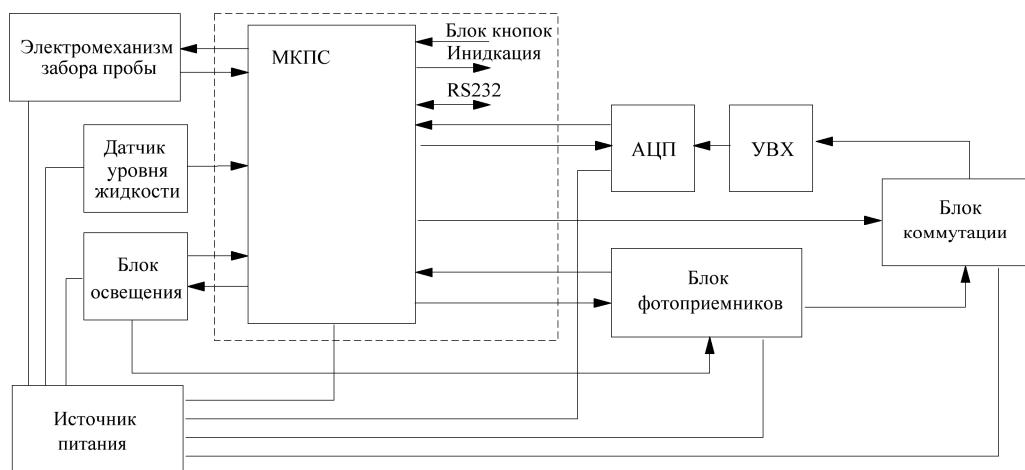 Электромеханизм
забора пробы
МКПС
Блок кнопок
Инидкация
RS232
Датчик
уровня
жидкости
АЦП
УВХ
Блок
коммутации
Блок
освещения
Блок
фотоприемников
Источник
питания